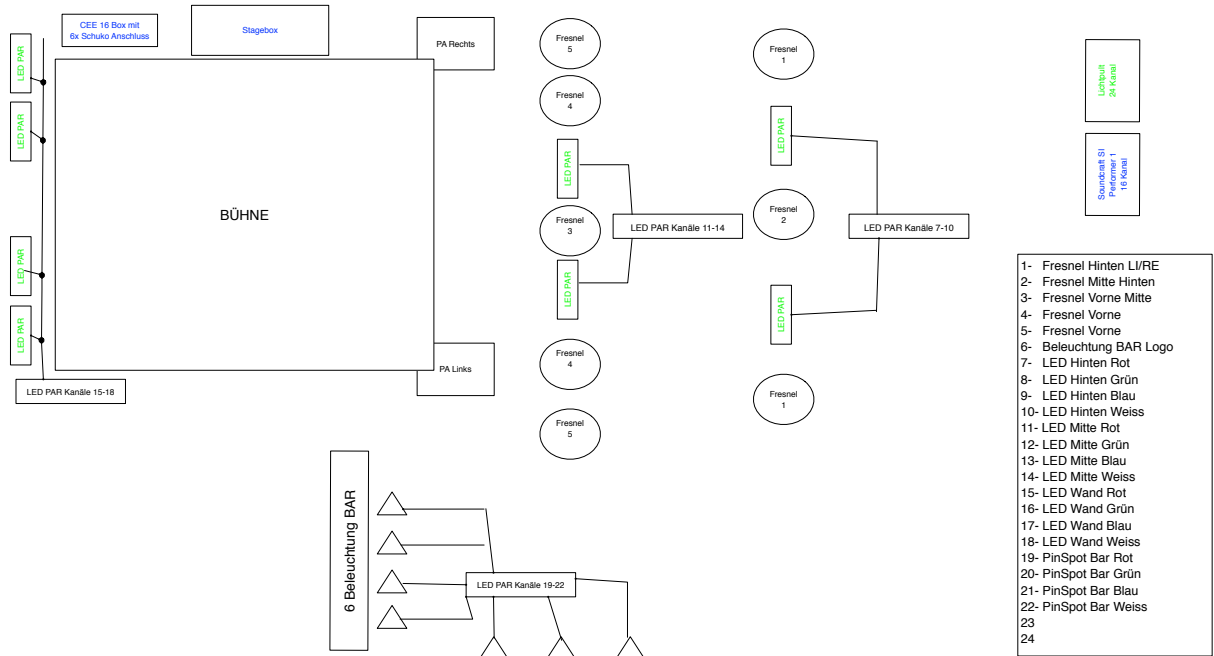 CEE 16 Box mit
6x Schuko Anschluss
Stagebox
PA Rechts
LED PAR
LED PAR
LED PAR
LED PAR
LED PAR Kanäle 15-18
BÜHNE
PA Links
Fresnel
5
Fresnel
4
LED PAR
Fresnel
3
LED PAR
Fresnel
4
Fresnel
5
LED PAR Kanäle 11-14
Fresnel
1
LED PAR
Fresnel
2
LED PAR
Fresnel
1
LED PAR Kanäle 7-10
Lichtpult
24 Kanal
Soundcraft SI
Performer 1
16 Kanal
6 Beleuchtung BAR
LED PAR Kanäle 19-22
1- Fresnel Hinten LI/RE
2- Fresnel Mitte Hinten
3- Fresnel Vorne Mitte
4- Fresnel Vorne
5- Fresnel Vorne
6- Beleuchtung BAR Logo
7- LED Hinten Rot
8- LED Hinten Grün
9- LED Hinten Blau
10- LED Hinten Weiss
11- LED Mitte Rot
12- LED Mitte Grün
13- LED Mitte Blau
14- LED Mitte Weiss
15- LED Wand Rot
16- LED Wand Grün
17- LED Wand Blau
18- LED Wand Weiss
19- PinSpot Bar Rot
20- PinSpot Bar Grün
21- PinSpot Bar Blau
22- PinSpot Bar Weiss
23
24